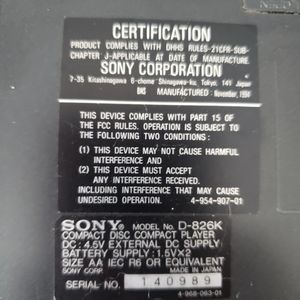 CERTIFICATION
PRODUCT COMPLIES WITH DHHS RULES-21CFR-SUB-
CHAPTER J-APPLICABLE AT DATE OF MANUFACTURE
SONY CORPORATION
7-35 Kitashinagawa 6-chome Shinagawa-ku, Tokyo, 141 Japan
MANUFACTURED: November, 1994
THIS DEVICE COMPLIES WITH PART 15 OF
THE FCC RULES. OPERATION IS SUBJECT TO
THE FOLLOWING TWO CONDITIONS:
(1) THIS DEVICE MAY NOT CAUSE HARMFUL
INTERFERENCE AND
(2) THIS DEVICE MUST ACCEPT
ANY INTERFERENCE RECEIVED
INCLUDING INTERFERENCE THAT MAY
CAUSE UNDESIRED OPERATION.
4-954-907-01
SONY MODEL No. D-826K
COMPACT DISC COMPACT PLAYER
DC: 4.5V EXTERNAL DC SUPPLY
BATTERY SUPPLY: 1.5VX2
SIZE AA IEC R6 OR EQUIVALENT
SONY CORP. MADE IN JAPAN
SERIAL NO. 140989
4-968-093-01